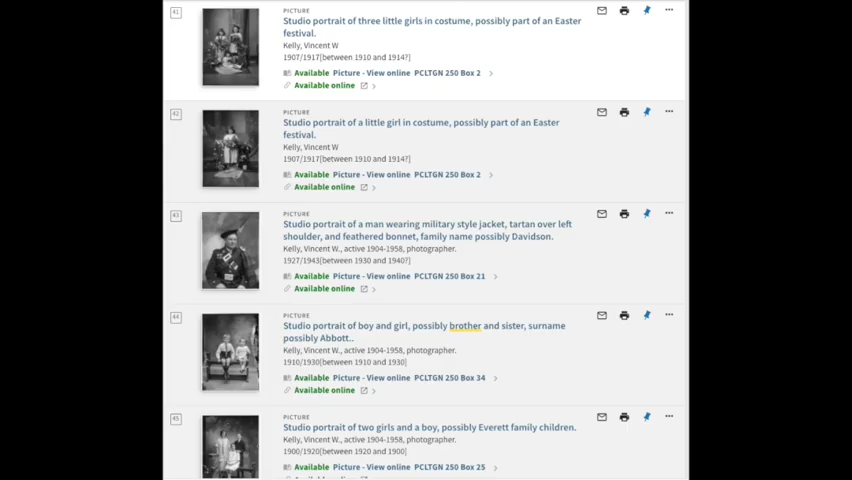 41
PICTURE
Studio portrait of three little girls in costume, possibly part of an Easter
festival.
Kelly, Vincent W
1907/1917[between 1910 and 1914?]
Available Picture - View online PCLTGN 250 Box 2
Available online
42
PICTURE
Studio portrait of a little girl in costume, possibly part of an Easter
festival.
Kelly, Vincent W
1907/1917[between 1910 and 1914?]
Available Picture - View online PCLTGN 250 Box 2
Available online
43
PICTURE
Studio portrait of a man wearing military style jacket, tartan over left
shoulder, and feathered bonnet, family name possibly Davidson.
Kelly, Vincent W., active 1904-1958, photographer.
1927/1943[between 1930 and 1940?]
Available Picture - View online PCLTGN 250 Box 21
Available online
44
PICTURE
Studio portrait of boy and girl, possibly brother and sister, surname
possibly Abbott..
Kelly, Vincent W., active 1904-1958, photographer.
1910/1930[between 1910 and 1930]
Available Picture - View online PCLTGN 250 Box 34
Available online
45
PICTURE
Studio portrait of two girls and a boy, possibly Everett family children.
Kelly, Vincent W., active 1904-1958, photographer.
1900/1920[between 1920 and 1900]
Available Picture - View online PCLTGN 250 Box 25